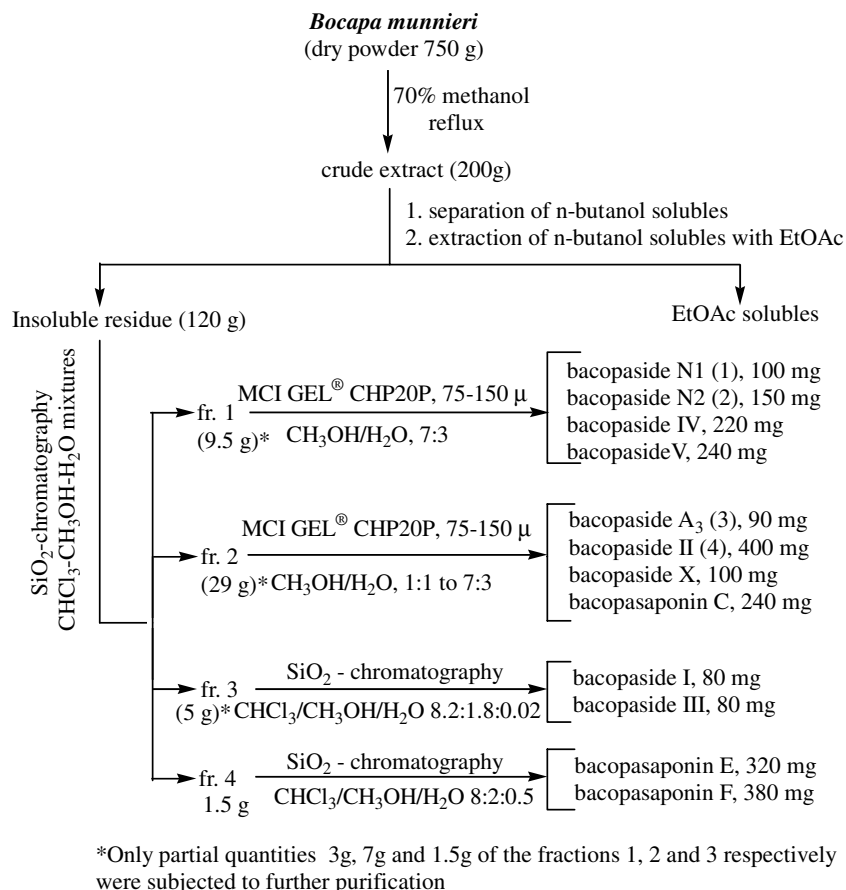 Bocapa munnieri
(dry powder 750 g)
70% methanol
reflux
crude extract (200g)
1. separation of n-butanol solubles
2. extraction of n-butanol solubles with EtOAc
Insoluble residue (120 g)
EtOAc solubles
SiO2-chromatography
CHCl3-CH3OH-H2O mixtures
fr. 1
(9.5 g)*
MCI GEL® CHP20P, 75-150 µ
CH3OH/H2O, 7:3
bacopaside N1 (1), 100 mg
bacopaside N2 (2), 150 mg
bacopaside IV, 220 mg
bacopasideV, 240 mg
fr. 2
(29 g)*
MCI GEL® CHP20P, 75-150 µ
CH3OH/H2O, 1:1 to 7:3
bacopaside A3 (3), 90 mg
bacopaside II (4), 400 mg
bacopaside X, 100 mg
bacopasaponin C, 240 mg
fr. 3
(5 g)*
SiO2 - chromatography
CHCl3/CH3OH/H2O 8.2:1.8:0.02
bacopaside I, 80 mg
bacopaside III, 80 mg
fr. 4
1.5 g
SiO2 - chromatography
CHCl3/CH3OH/H2O 8:2:0.5
bacopasaponin E, 320 mg
bacopasaponin F, 380 mg
*Only partial quantities 3g, 7g and 1.5g of the fractions 1, 2 and 3 respectively
were subjected to further purification